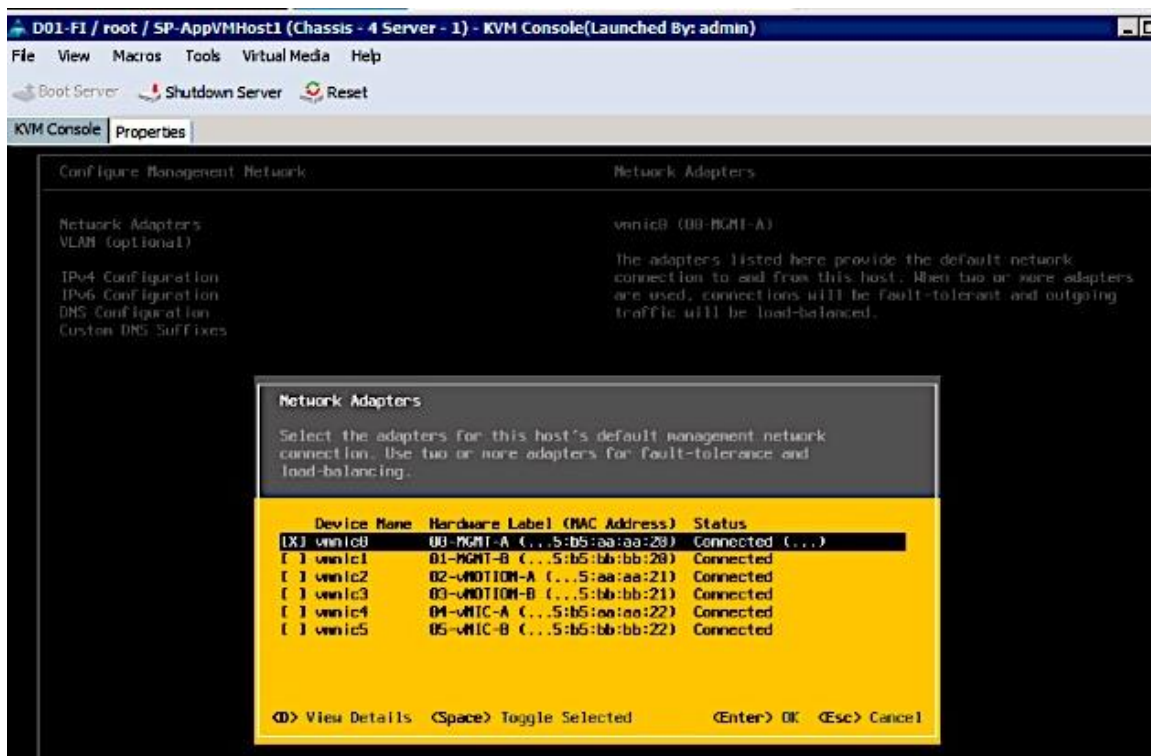 D01-FI / root / SP-AppVMHost1 (Chassis - 4 Server - 1) - KVM Console(Launched By: admin)
File View Macros Tools Virtual Media Help
Boot Server Shutdown Server Reset
KVM Console Properties
Configure Management Network Network Adapters
Network Adapters vmnic0 (00-MGMT-A)
VLAN (optional)
The adapters listed here provide the default network
IPv4 Configuration connection to and from this host. When two or more adapters
IPv6 Configuration are used, connections will be fault-tolerant and outgoing
DNS Configuration traffic will be load-balanced.
Custom DNS Suffixes
Network Adapters
Select the adapters for this host's default management network
connection. Use two or more adapters for fault-tolerance and
load-balancing.
Device Name Hardware Label (MAC Address) Status
[X] vmnic0 00-MGMT-A (...5:b5:aa:aa:20) Connected (...)
[ ] vmnic1 01-MGMT-B (...5:b5:bb:bb:20) Connected
[ ] vmnic2 02-vMOTION-A (...5:aa:aa:21) Connected
[ ] vmnic3 03-vMOTION-B (...5:bb:bb:21) Connected
[ ] vmnic4 04-vNIC-A (...5:b5:aa:aa:22) Connected
[ ] vmnic5 05-vNIC-B (...5:b5:bb:bb:22) Connected
<D> View Details <Space> Toggle Selected <Enter> OK <Esc> Cancel